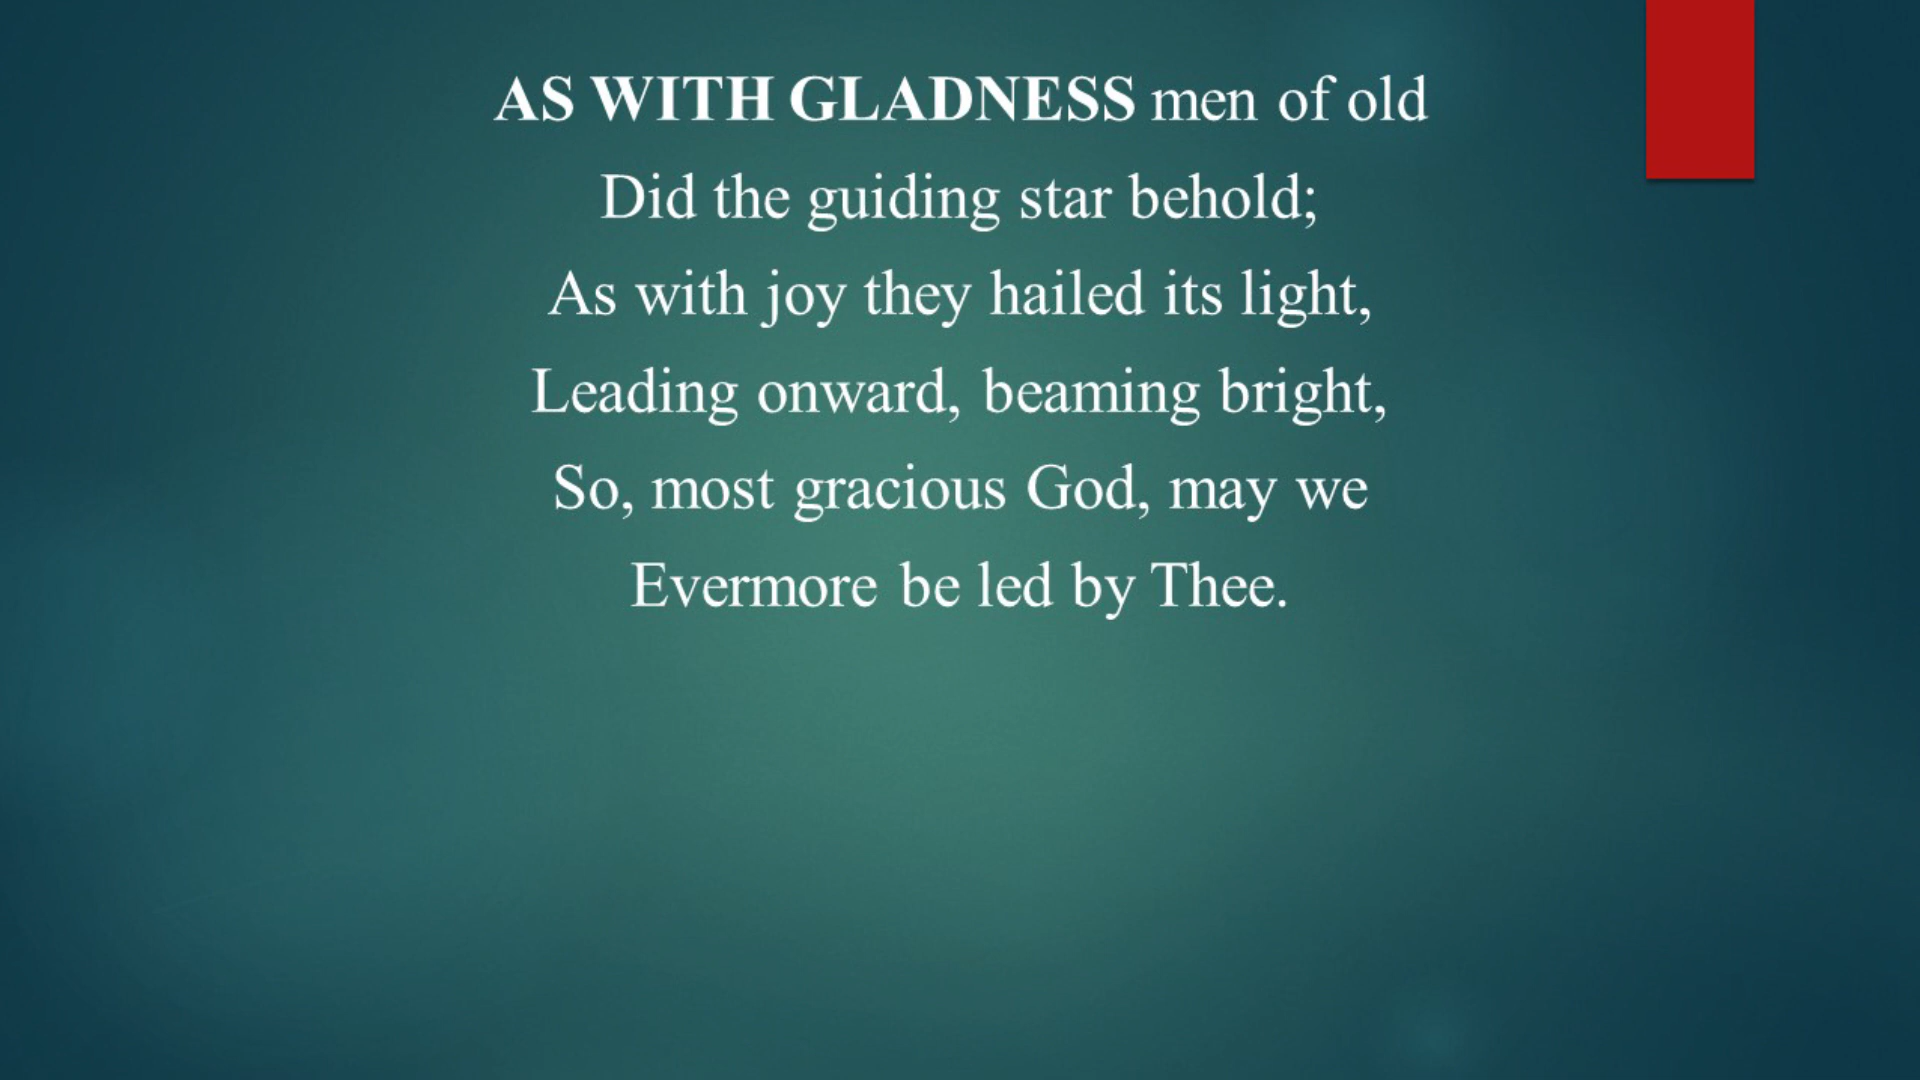 AS WITH GLADNESS men of old
Did the guiding star behold;
As with joy they hailed its light,
Leading onward, beaming bright,
So, most gracious God, may we
Evermore be led by Thee.